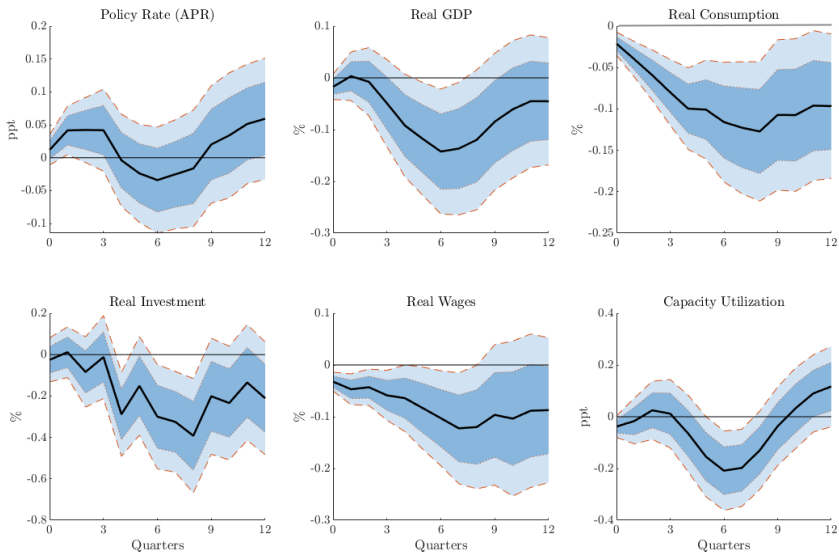 Policy Rate (APR)
0.2
0.15
0.1
0.05
0
-0.05
-0.1
ppt
0 3 6 9 12
Real GDP
0.1
0
-0.1
-0.2
-0.3
%
0 3 6 9 12
Real Consumption
0
-0.05
-0.1
-0.15
-0.2
-0.25
%
0 3 6 9 12
Real Investment
0.2
0
-0.2
-0.4
-0.6
-0.8
%
0 3 6 9 12
Quarters
Real Wages
0.1
0
-0.1
-0.2
-0.3
%
0 3 6 9 12
Quarters
Capacity Utilization
0.4
0.2
0
-0.2
-0.4
ppt
0 3 6 9 12
Quarters